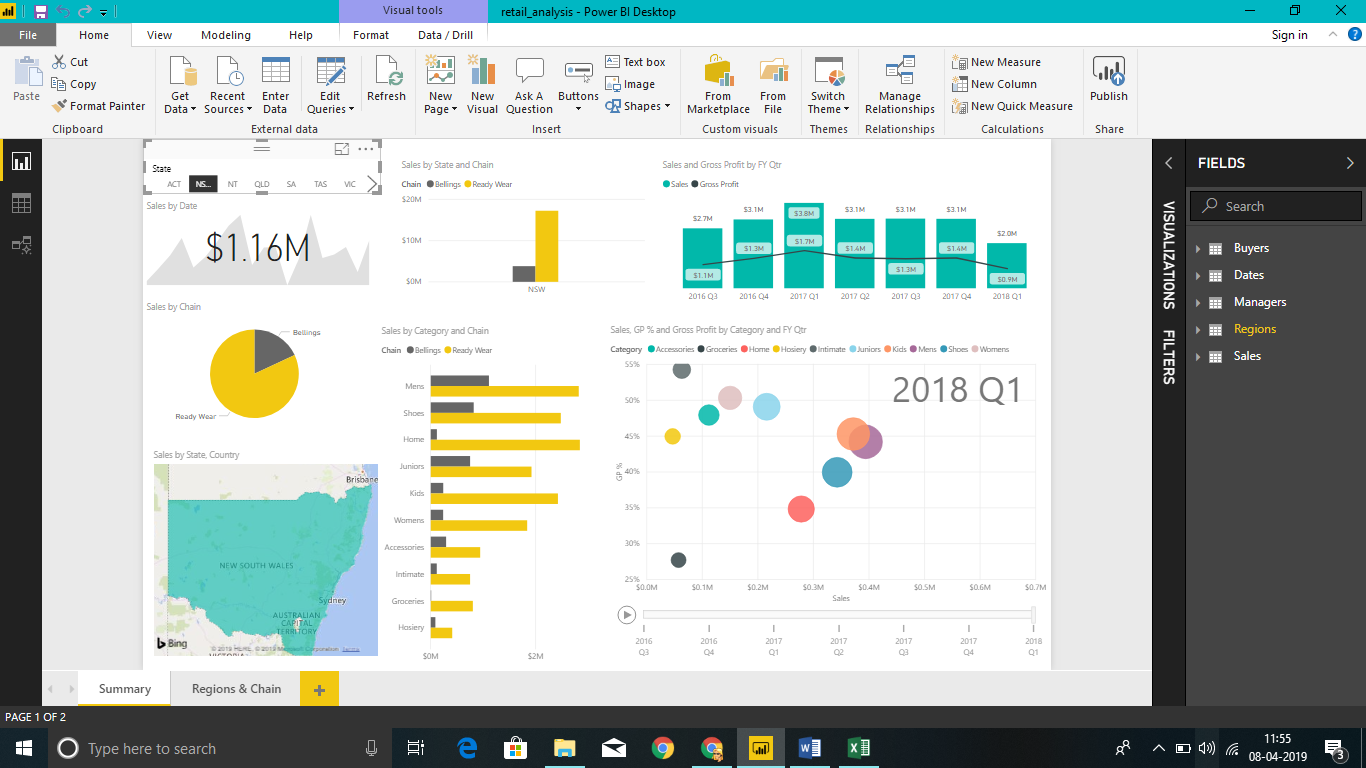 Visual tools
retail_analysis - Power BI Desktop
File Home View Modeling Help Format Data / Drill Sign in
Paste
Cut
Copy
Format Painter
Clipboard
Get Data
Recent Sources
Enter Data
Edit Queries
Refresh
External data
New Page
New Visual
Ask A Question
Buttons
Text box
Image
Shapes
Insert
From Marketplace
From File
Custom visuals
Switch Theme
Themes
Manage Relationships
Relationships
New Measure
New Column
New Quick Measure
Calculations
Publish
Share
State
ACT NS... NT QLD SA TAS VIC
Sales by Date
$1.16M
Sales by Chain
Bellings
Ready Wear
Sales by State, Country
Brisbane
NEW SOUTH WALES
Sydney
AUSTRALIAN
CAPITAL
TERRITORY
VICTORIA
Bing
© 2019 HERE, © 2019 Microsoft Corporation Terms
Sales by State and Chain
Chain Bellings Ready Wear
$20M
$10M
$0M
NSW
Sales by Category and Chain
Chain Bellings Ready Wear
Mens
Shoes
Home
Juniors
Kids
Womens
Accessories
Intimate
Groceries
Hosiery
$0M $2M
Sales and Gross Profit by FY Qtr
Sales Gross Profit
$2.7M $3.1M $3.8M $3.1M $3.1M $3.1M $2.0M
$1.1M $1.3M $1.7M $1.4M $1.3M $1.4M $0.9M
2016 Q3 2016 Q4 2017 Q1 2017 Q2 2017 Q3 2017 Q4 2018 Q1
Sales, GP % and Gross Profit by Category and FY Qtr
Category Accessories Groceries Home Hosiery Intimate Juniors Kids Mens Shoes Womens
2018 Q1
55%
50%
45%
40%
35%
30%
25%
GP %
$0.0M $0.1M $0.2M $0.3M $0.4M $0.5M $0.6M $0.7M
Sales
2016 2016 2017 2017 2017 2017 2018
Q3 Q4 Q1 Q2 Q3 Q4 Q1
VISUALIZATIONS
FILTERS
FIELDS
Search
Buyers
Dates
Managers
Regions
Sales
Summary Regions & Chain +
PAGE 1 OF 2
Type here to search
11:55
08-04-2019
3